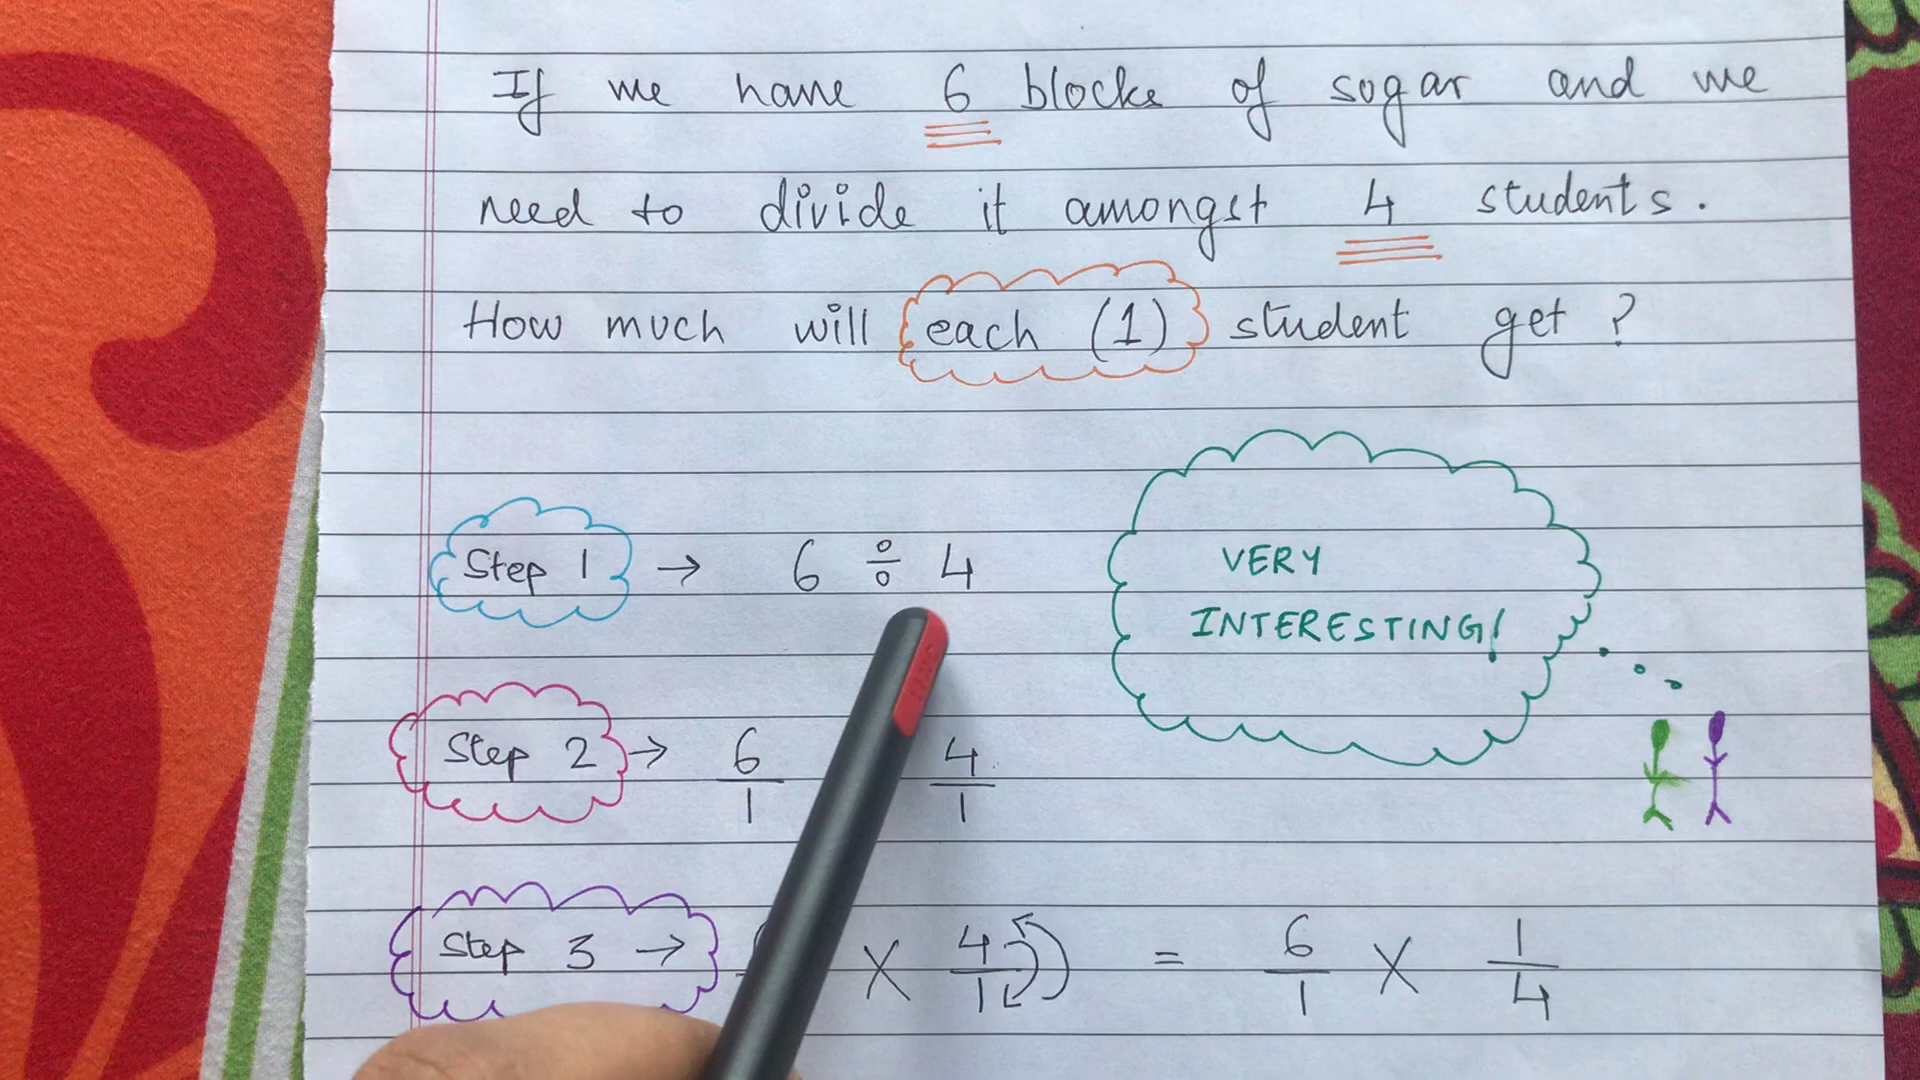 If we have 6 blocks of sogar and we
need to divide it amongst 4 students.
How much will each (1) student get ?
Step 1 → 6 ÷ 4
VERY
INTERESTING!
Step 2 → 6/1 4/1
Step 3 → X 4/1 = 6/1 X 1/4